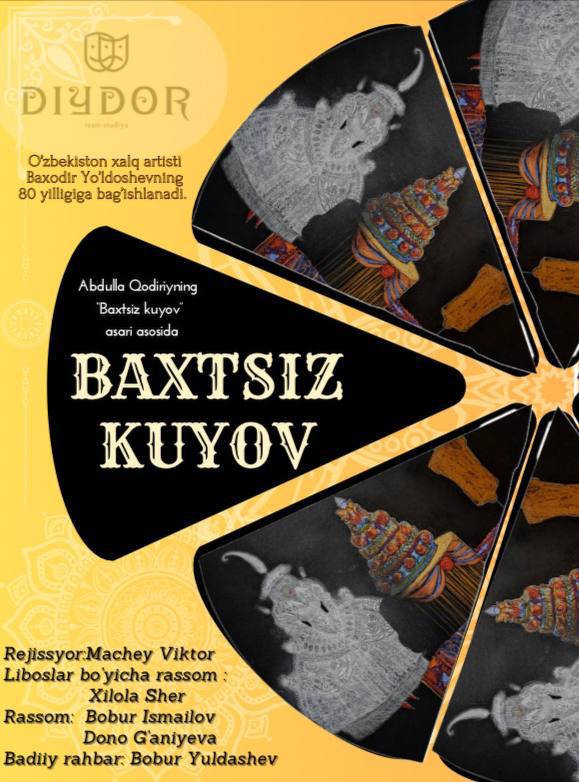 DIYDOR
teatr-studiya
O'zbekiston xalq artisti
Baxodir Yo'ldoshevning
80 yilligiga bag'ishlanadi.
Abdulla Qodiriyning
"Baxtsiz kuyov"
asari asosida
BAXTSIZ
KUYOV
Rejissyor:Machey Viktor
Liboslar bo'yicha rassom :
Xilola Sher
Rassom: Bobur Ismailov
Dono G'aniyeva
Badiiy rahbar: Bobur Yuldashev